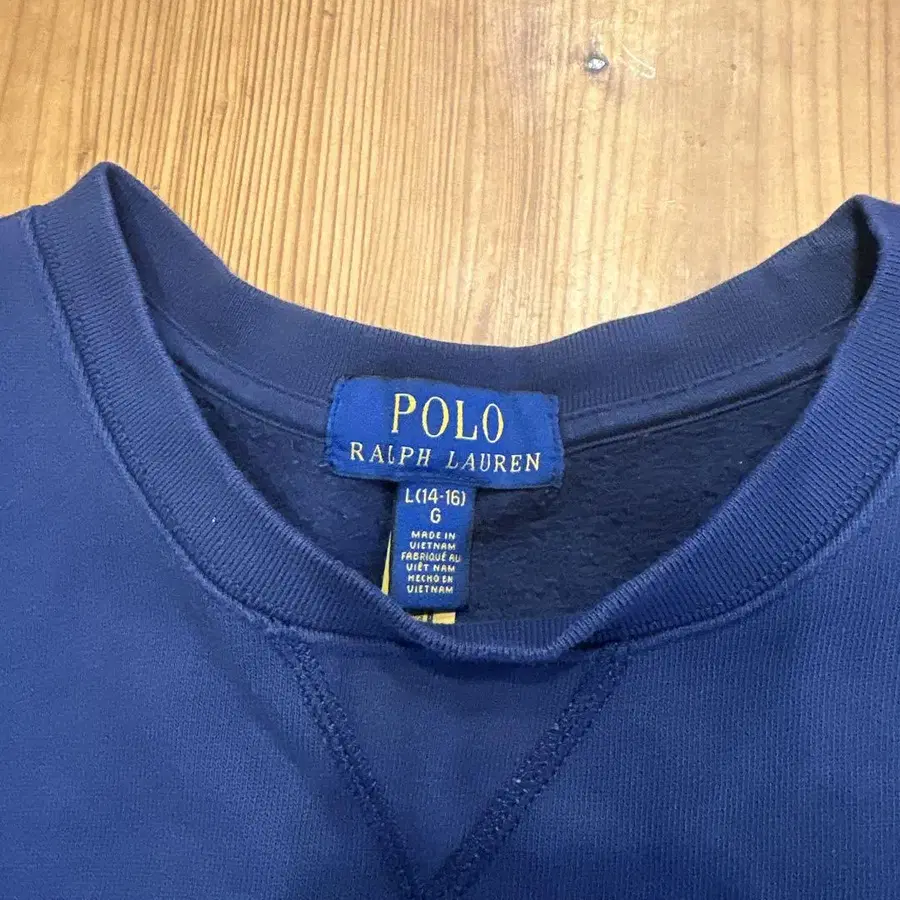 POLO
RALPH LAUREN
L(14-16)
G
MADE IN
VIETNAM
FABRIQUÉ AU
VIÊT NAM
HECHO EN
VIETNAM